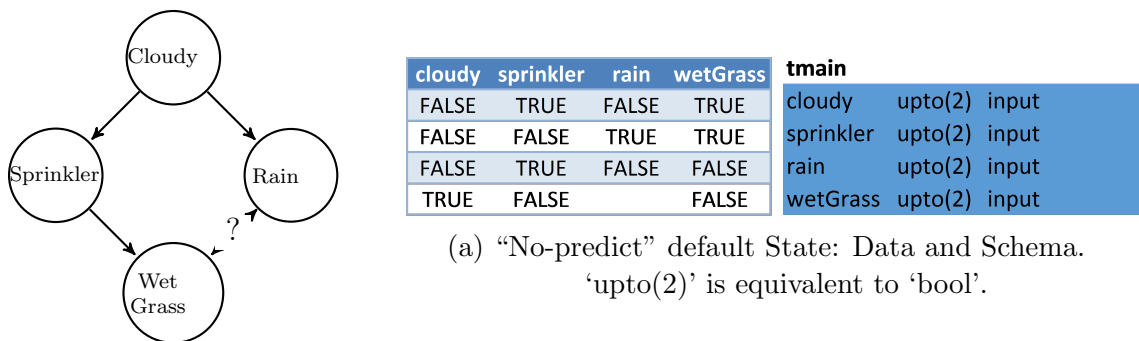 Cloudy
Sprinkler
Rain
?
Wet
Grass
cloudy sprinkler rain wetGrass
FALSE TRUE FALSE TRUE
FALSE FALSE TRUE TRUE
FALSE TRUE FALSE FALSE
TRUE FALSE FALSE
tmain
cloudy upto(2) input
sprinkler upto(2) input
rain upto(2) input
wetGrass upto(2) input
(a) “No-predict” default State: Data and Schema.
‘upto(2)’ is equivalent to ‘bool’.